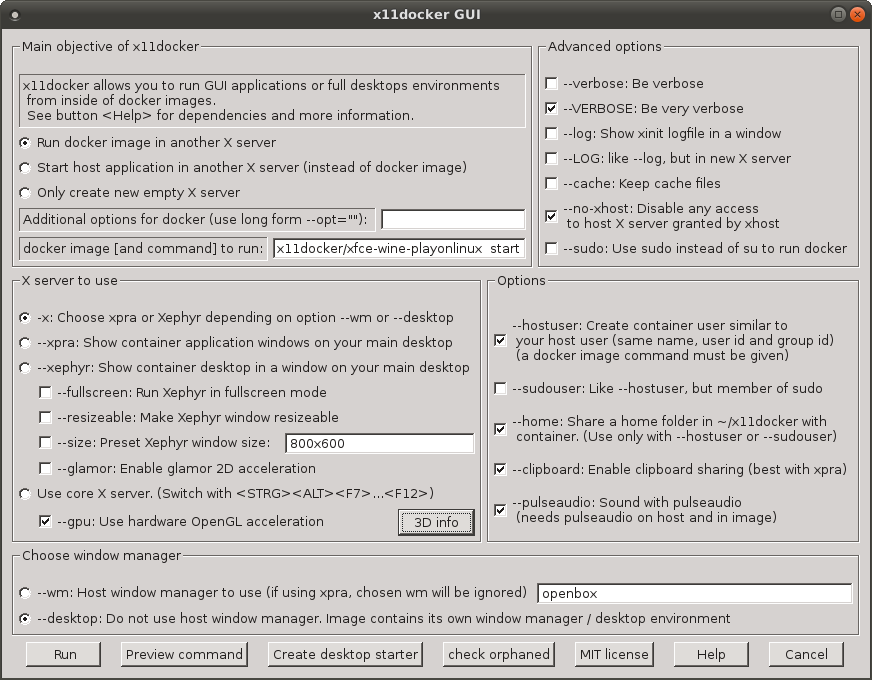 x11docker GUI
Main objective of x11docker
x11docker allows you to run GUI applications or full desktops environments
from inside of docker images.
See button <Help> for dependencies and more information.
Run docker image in another X server
Start host application in another X server (instead of docker image)
Only create new empty X server
Additional options for docker (use long form --opt=""):
docker image [and command] to run: x11docker/xfce-wine-playonlinux start
Advanced options
--verbose: Be verbose
--VERBOSE: Be very verbose
--log: Show xinit logfile in a window
--LOG: like --log, but in new X server
--cache: Keep cache files
--no-xhost: Disable any access
to host X server granted by xhost
--sudo: Use sudo instead of su to run docker
X server to use
-x: Choose xpra or Xephyr depending on option --wm or --desktop
--xpra: Show container application windows on your main desktop
--xephyr: Show container desktop in a window on your main desktop
--fullscreen: Run Xephyr in fullscreen mode
--resizeable: Make Xephyr window resizeable
--size: Preset Xephyr window size: 800x600
--glamor: Enable glamor 2D acceleration
Use core X server. (Switch with <STRG><ALT><F7>...<F12>)
--gpu: Use hardware OpenGL acceleration 3D info
Options
--hostuser: Create container user similar to
your host user (same name, user id and group id)
(a docker image command must be given)
--sudouser: Like --hostuser, but member of sudo
--home: Share a home folder in ~/x11docker with
container. (Use only with --hostuser or --sudouser)
--clipboard: Enable clipboard sharing (best with xpra)
--pulseaudio: Sound with pulseaudio
(needs pulseaudio on host and in image)
Choose window manager
--wm: Host window manager to use (if using xpra, chosen wm will be ignored) openbox
--desktop: Do not use host window manager. Image contains its own window manager / desktop environment
Run Preview command Create desktop starter check orphaned MIT license Help Cancel